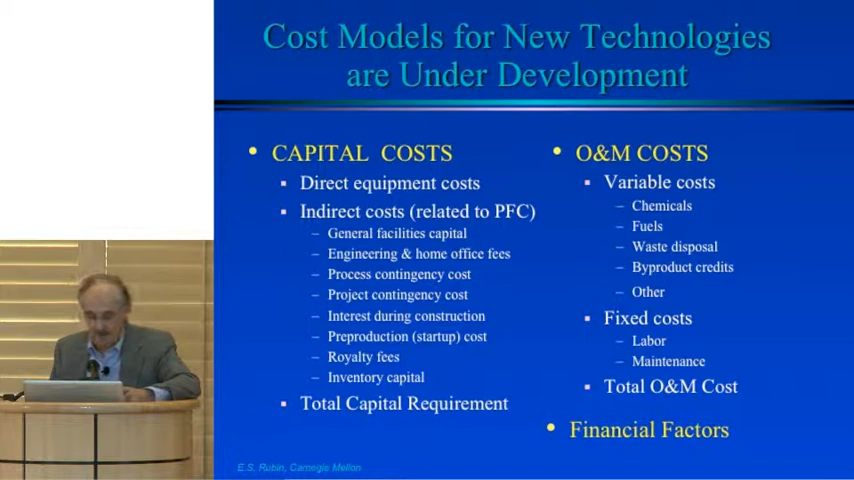 Cost Models for New Technologies
are Under Development
• CAPITAL COSTS
▪ Direct equipment costs
▪ Indirect costs (related to PFC)
– General facilities capital
– Engineering & home office fees
– Process contingency cost
– Project contingency cost
– Interest during construction
– Preproduction (startup) cost
– Royalty fees
– Inventory capital
▪ Total Capital Requirement
• O&M COSTS
▪ Variable costs
– Chemicals
– Fuels
– Waste disposal
– Byproduct credits
– Other
▪ Fixed costs
– Labor
– Maintenance
▪ Total O&M Cost
• Financial Factors
E.S. Rubin, Carnegie Mellon